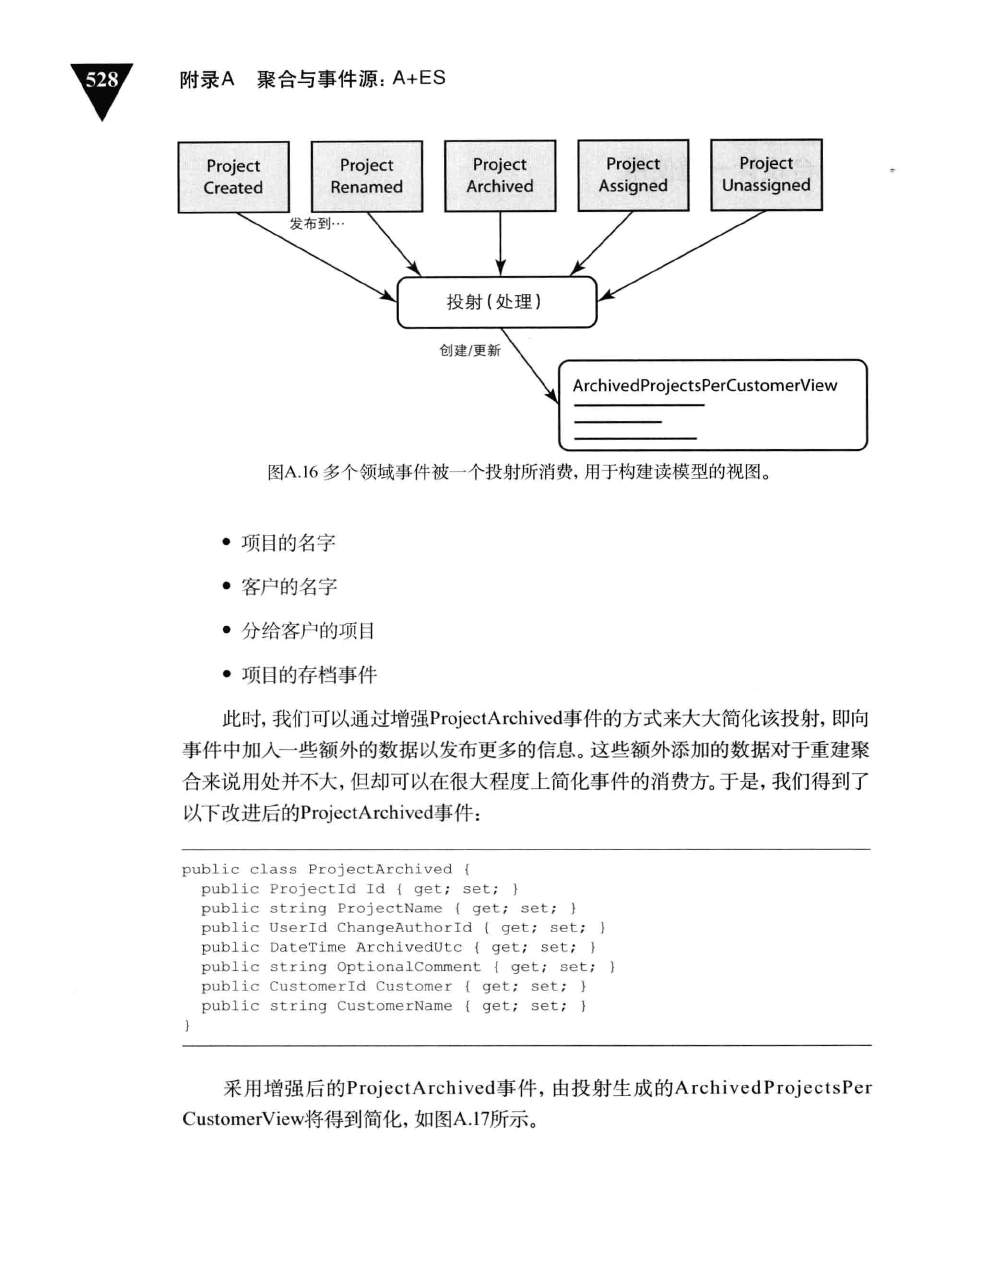 528
附录A 聚合与事件源：A+ES
Project
Created
Project
Renamed
Project
Archived
Project
Assigned
Project
Unassigned
发布到…
投射(处理)
创建/更新
ArchivedProjectsPerCustomerView
图A.16 多个领域事件被一个投射所消费，用于构建读模型的视图。
• 项目的名字
• 客户的名字
• 分给客户的项目
• 项目的存档事件
此时，我们可以通过增强ProjectArchived事件的方式来大大简化该投射，即向
事件中加入一些额外的数据以发布更多的信息。这些额外添加的数据对于重建聚
合来说用处并不大，但却可以在很大程度上简化事件的消费方。于是，我们得到了
以下改进后的ProjectArchived事件：
public class ProjectArchived {
  public ProjectId Id { get; set; }
  public string ProjectName { get; set; }
  public UserId ChangeAuthorId { get; set; }
  public DateTime ArchivedUtc { get; set; }
  public string OptionalComment { get; set; }
  public CustomerId Customer { get; set; }
  public string CustomerName { get; set; }
}
采用增强后的ProjectArchived事件，由投射生成的ArchivedProjectsPer
CustomerView将得到简化，如图A.17所示。